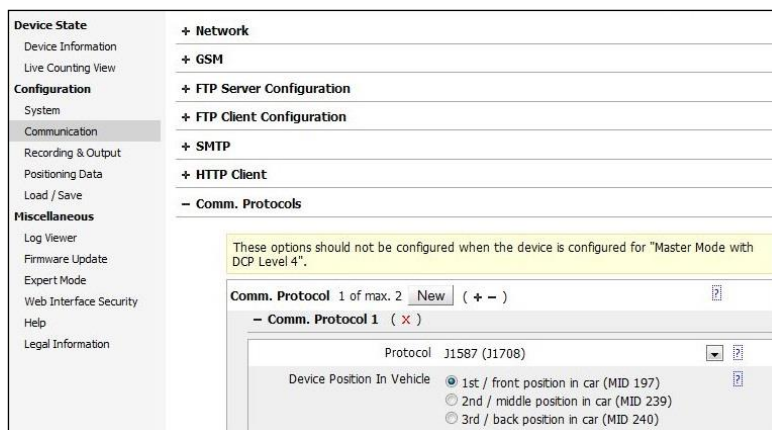 Device State
Device Information
Live Counting View
Configuration
System
Communication
Recording & Output
Positioning Data
Load / Save
Miscellaneous
Log Viewer
Firmware Update
Expert Mode
Web Interface Security
Help
Legal Information
+ Network
+ GSM
+ FTP Server Configuration
+ FTP Client Configuration
+ SMTP
+ HTTP Client
− Comm. Protocols
These options should not be configured when the device is configured for "Master Mode with
DCP Level 4".
Comm. Protocol 1 of max. 2 New ( + − ) ?
− Comm. Protocol 1 ( X )
Protocol J1587 (J1708) ?
Device Position In Vehicle 1st / front position in car (MID 197) ?
2nd / middle position in car (MID 239)
3rd / back position in car (MID 240)